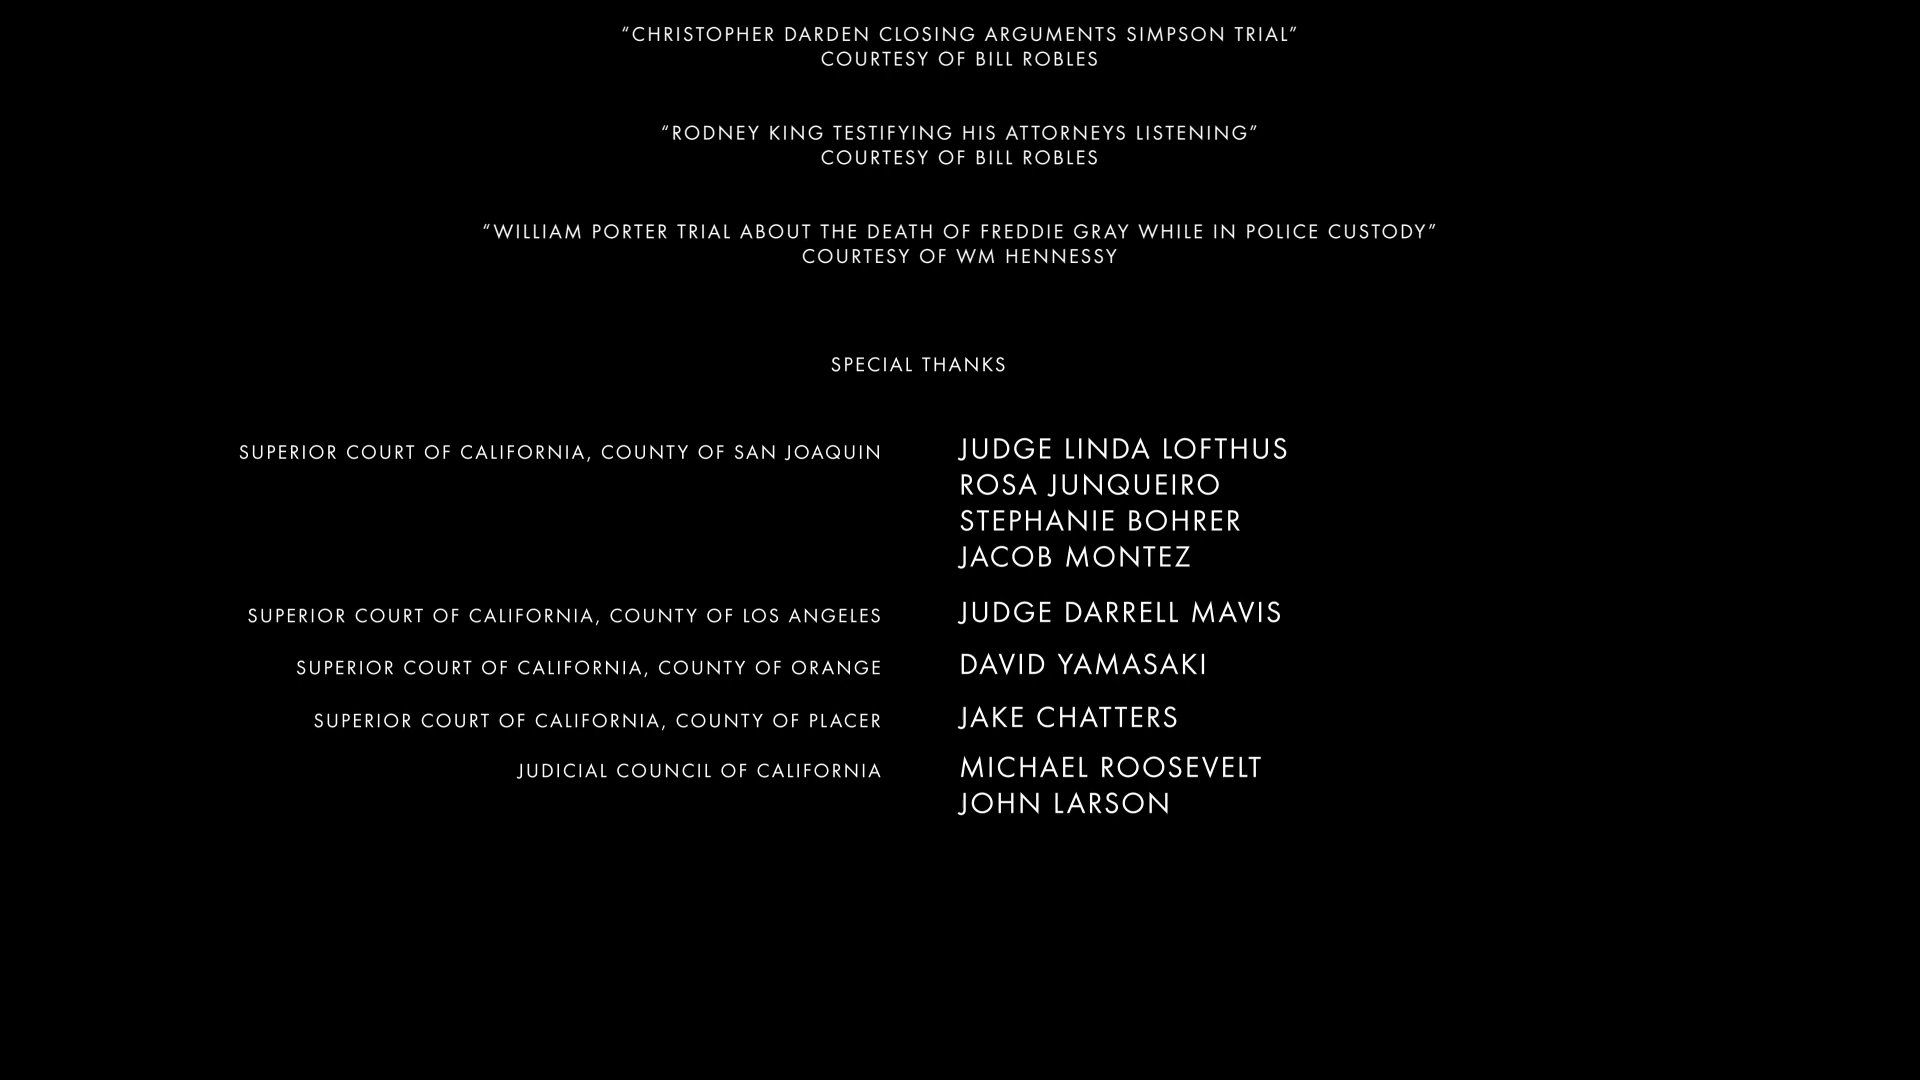 “CHRISTOPHER DARDEN CLOSING ARGUMENTS SIMPSON TRIAL”
COURTESY OF BILL ROBLES
“RODNEY KING TESTIFYING HIS ATTORNEYS LISTENING”
COURTESY OF BILL ROBLES
“WILLIAM PORTER TRIAL ABOUT THE DEATH OF FREDDIE GRAY WHILE IN POLICE CUSTODY”
COURTESY OF WM HENNESSY
SPECIAL THANKS
SUPERIOR COURT OF CALIFORNIA, COUNTY OF SAN JOAQUIN JUDGE LINDA LOFTHUS
ROSA JUNQUEIRO
STEPHANIE BOHRER
JACOB MONTEZ
SUPERIOR COURT OF CALIFORNIA, COUNTY OF LOS ANGELES JUDGE DARRELL MAVIS
SUPERIOR COURT OF CALIFORNIA, COUNTY OF ORANGE DAVID YAMASAKI
SUPERIOR COURT OF CALIFORNIA, COUNTY OF PLACER JAKE CHATTERS
JUDICIAL COUNCIL OF CALIFORNIA MICHAEL ROOSEVELT
JOHN LARSON